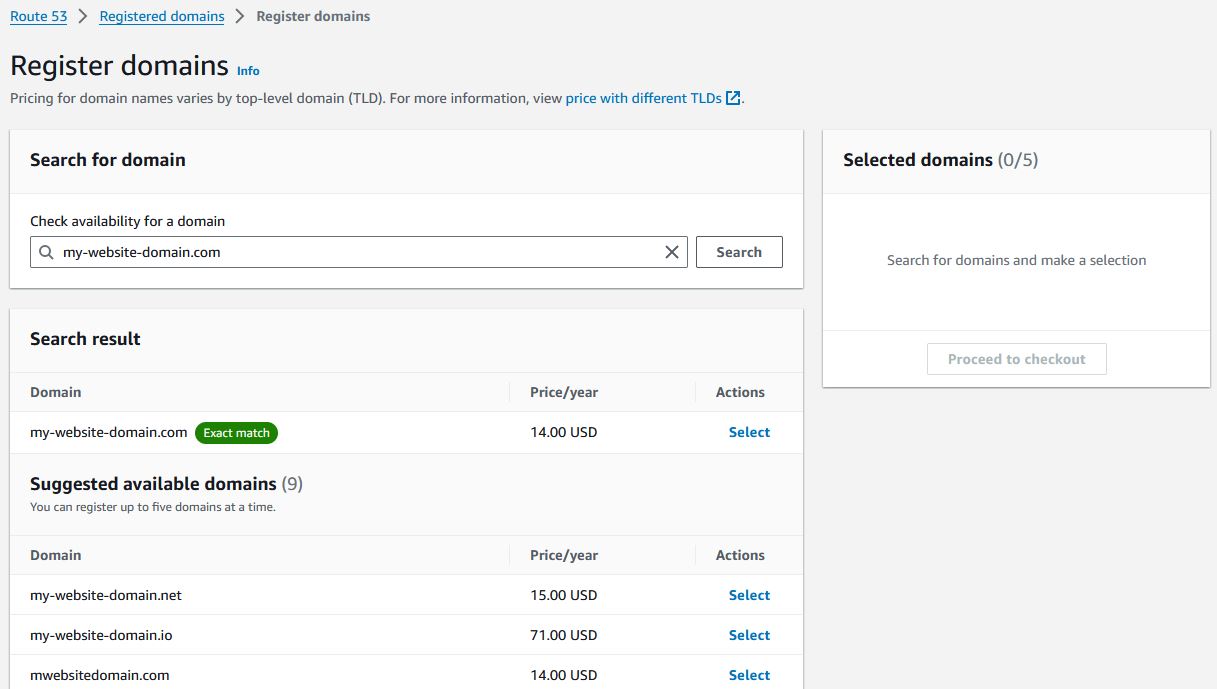 Route 53 > Registered domains > Register domains
Register domains Info
Pricing for domain names varies by top-level domain (TLD). For more information, view price with different TLDs.
Search for domain
Check availability for a domain
my-website-domain.com
Search
Selected domains (0/5)
Search for domains and make a selection
Proceed to checkout
Search result
Domain Price/year Actions
my-website-domain.com Exact match 14.00 USD Select
Suggested available domains (9)
You can register up to five domains at a time.
Domain Price/year Actions
my-website-domain.net 15.00 USD Select
my-website-domain.io 71.00 USD Select
mwebsitedomain.com 14.00 USD Select